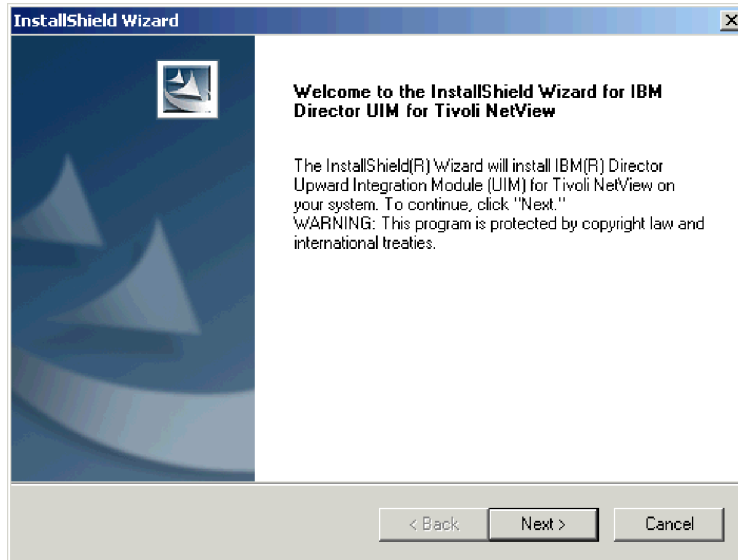 InstallShield Wizard
Welcome to the InstallShield Wizard for IBM
Director UIM for Tivoli NetView
The InstallShield(R) Wizard will install IBM(R) Director
Upward Integration Module (UIM) for Tivoli NetView on
your system. To continue, click "Next."
WARNING: This program is protected by copyright law and
international treaties.
< Back Next > Cancel